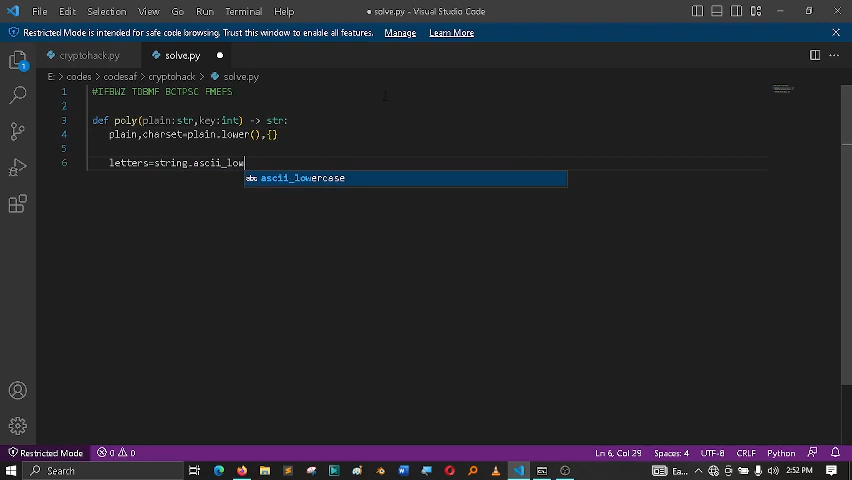 File Edit Selection View Go Run Terminal Help ● solve.py - Visual Studio Code
Restricted Mode is intended for safe code browsing. Trust this window to enable all features. Manage Learn More
cryptohack.py solve.py ●
E: > codes > codesaf > cryptohack > solve.py
1 #IFBWZ TDBMF BCTPSC FMEFS
2
3 def poly(plain:str,key:int) -> str:
4 plain,charset=plain.lower(),{}
5
6 letters=string.ascii_low
abc ascii_lowercase
Restricted Mode 0 0 Ln 6, Col 29 Spaces: 4 UTF-8 CRLF Python
Search Ea... 2:52 PM